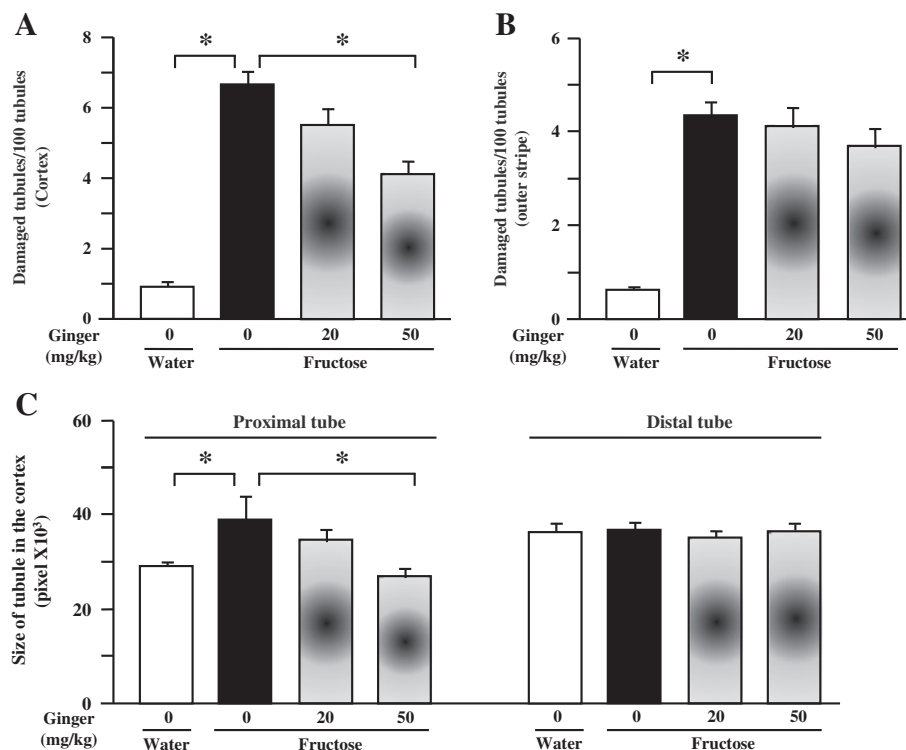 A
Damaged tubules/100 tubules
(Cortex)
8
6
4
2
0
* *
Ginger 0 0 20 50
(mg/kg) Water Fructose
B
Damaged tubules/100 tubules
(outer stripe)
6
4
2
0
*
Ginger 0 0 20 50
(mg/kg) Water Fructose
C
Size of tubule in the cortex
(pixel X10³)
60
40
20
0
Proximal tube Distal tube
* *
Ginger 0 0 20 50 0 0 20 50
(mg/kg) Water Fructose Water Fructose